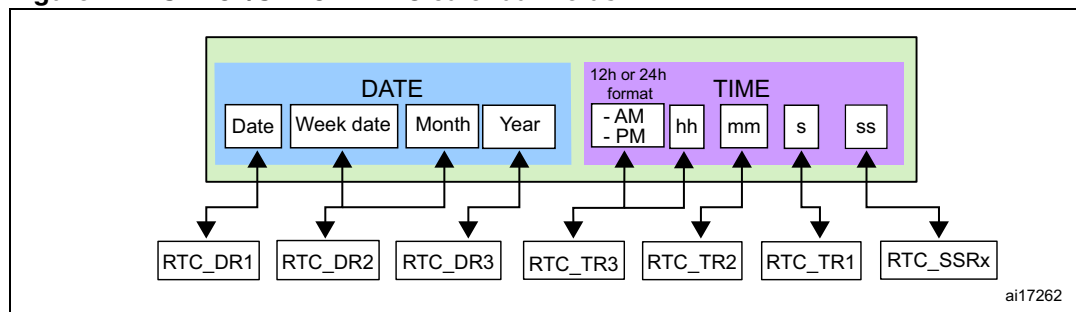 12h or 24h
format
DATE
TIME
Date
Week date
Month
Year
- AM
- PM
hh
mm
s
ss
RTC_DR1
RTC_DR2
RTC_DR3
RTC_TR3
RTC_TR2
RTC_TR1
RTC_SSRx
ai17262